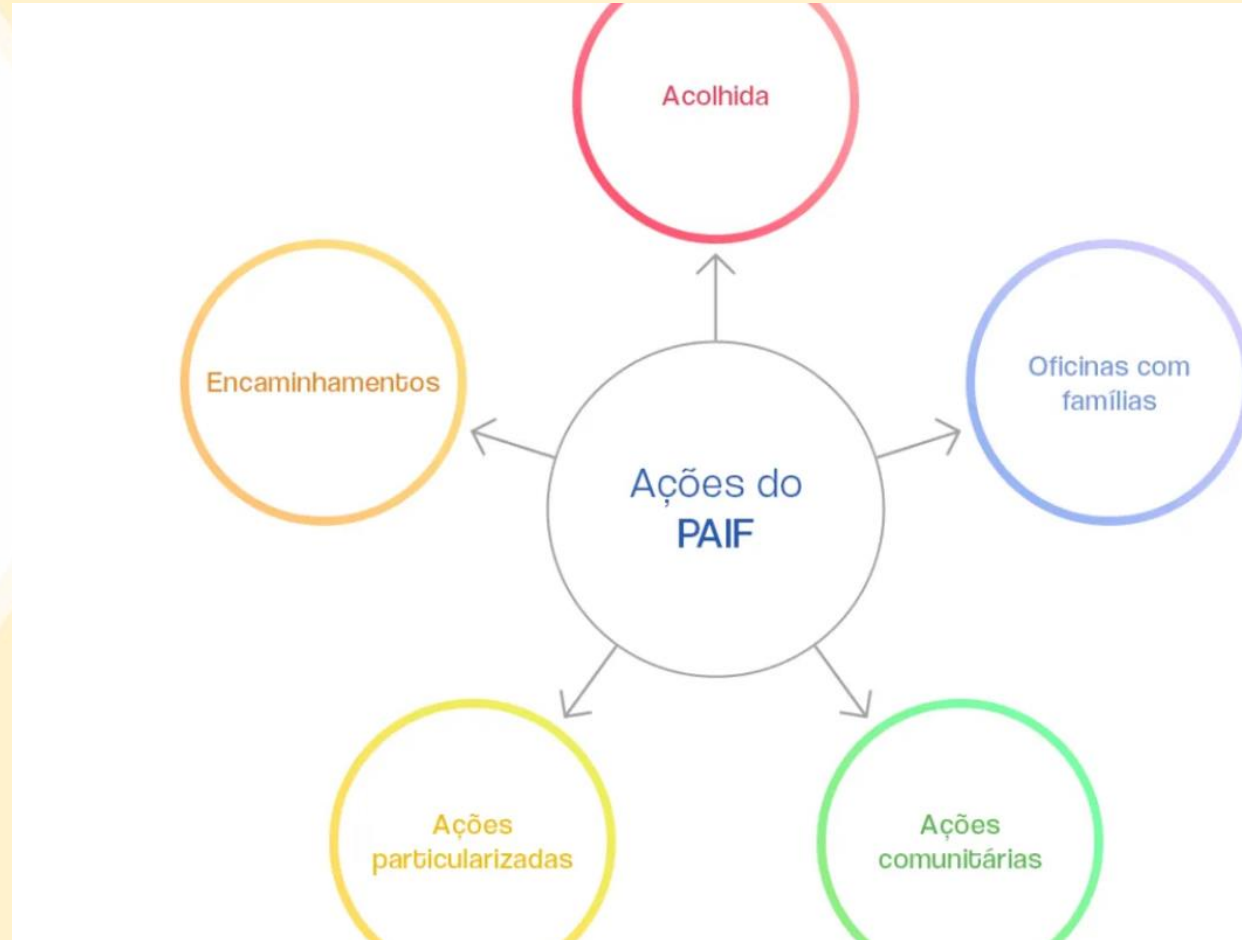 Acolhida
Encaminhamentos
Oficinas com
famílias
Ações do
PAIF
Ações
particularizadas
Ações
comunitárias